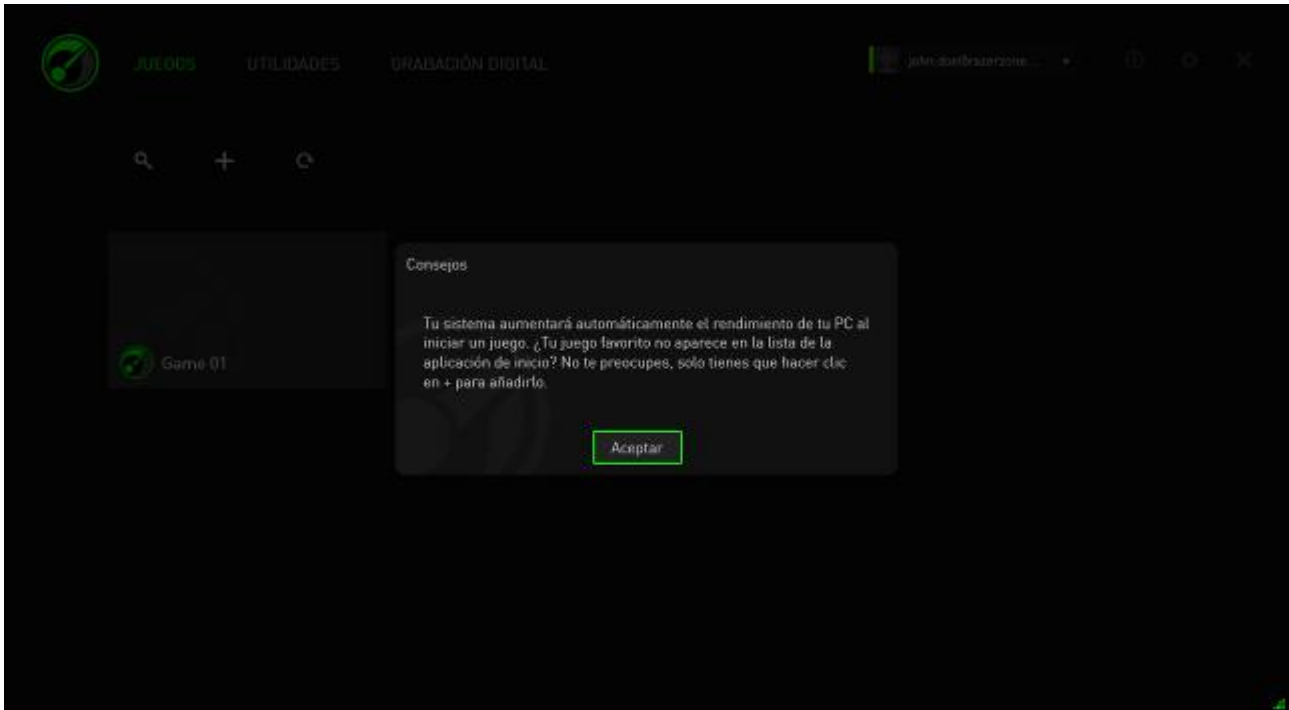 JUEGOS UTILIDADES GRABACIÓN DIGITAL
Consejos
Tu sistema aumentará automáticamente el rendimiento de tu PC al
iniciar un juego. ¿Tu juego favorito no aparece en la lista de la
aplicación de inicio? No te preocupes, solo tienes que hacer clic
en + para añadirlo.
Game 01
Aceptar